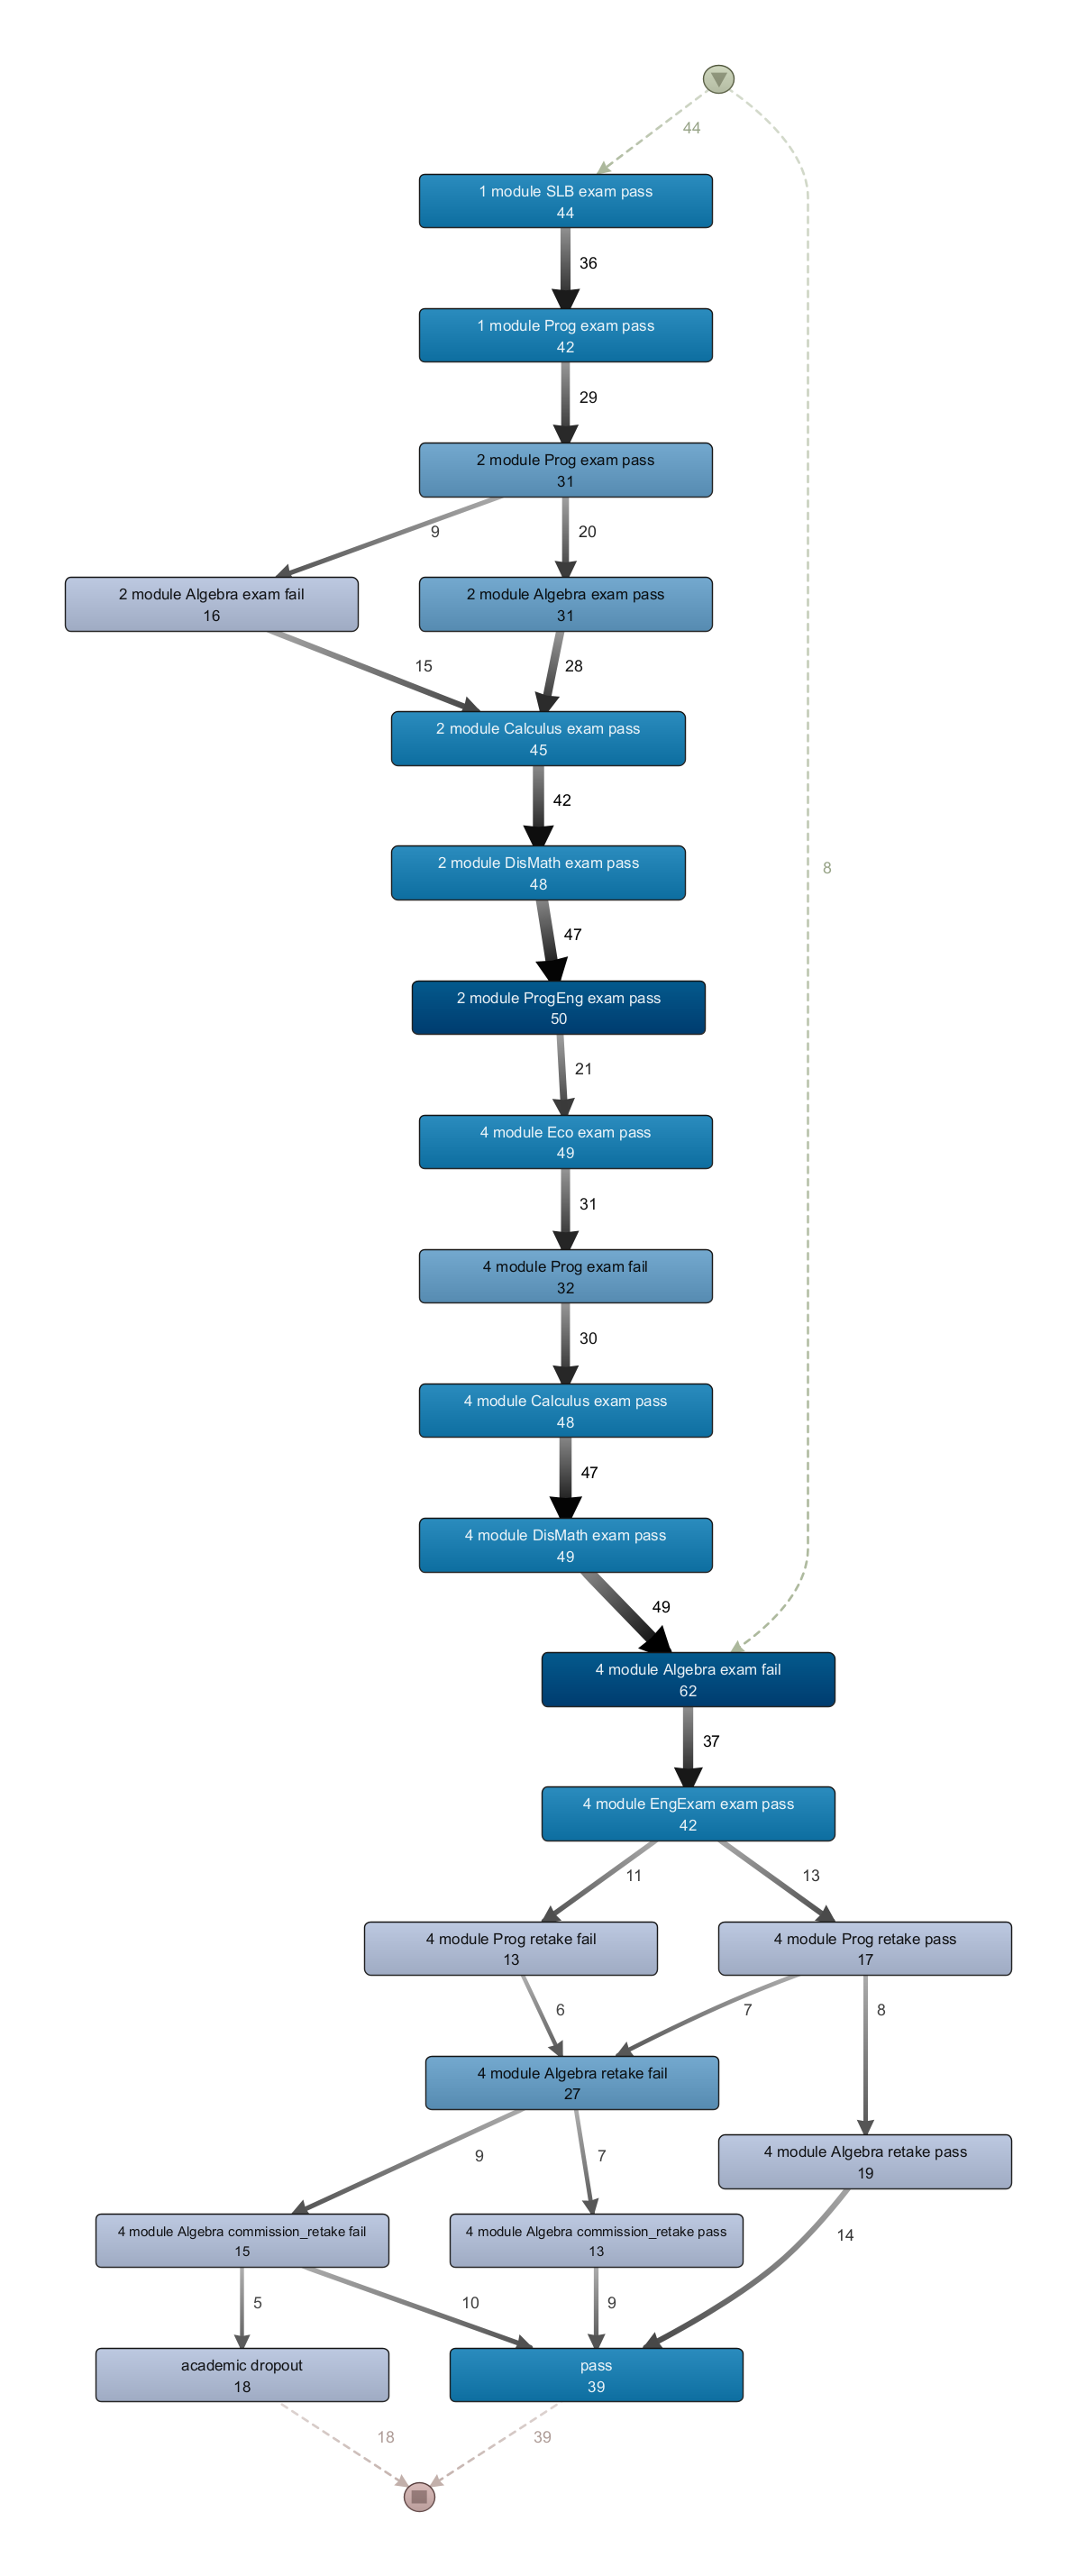 44
1 module SLB exam pass
44
36
1 module Prog exam pass
42
29
2 module Prog exam pass
31
9
20
2 module Algebra exam fail
16
2 module Algebra exam pass
31
15
28
2 module Calculus exam pass
45
42
2 module DisMath exam pass
48
8
47
2 module ProgEng exam pass
50
21
4 module Eco exam pass
49
31
4 module Prog exam fail
32
30
4 module Calculus exam pass
48
47
4 module DisMath exam pass
49
49
4 module Algebra exam fail
62
37
4 module EngExam exam pass
42
11
13
4 module Prog retake fail
13
4 module Prog retake pass
17
6
7
8
4 module Algebra retake fail
27
9
7
4 module Algebra retake pass
19
4 module Algebra commission_retake fail
15
4 module Algebra commission_retake pass
13
14
5
10
9
academic dropout
18
pass
39
18
39